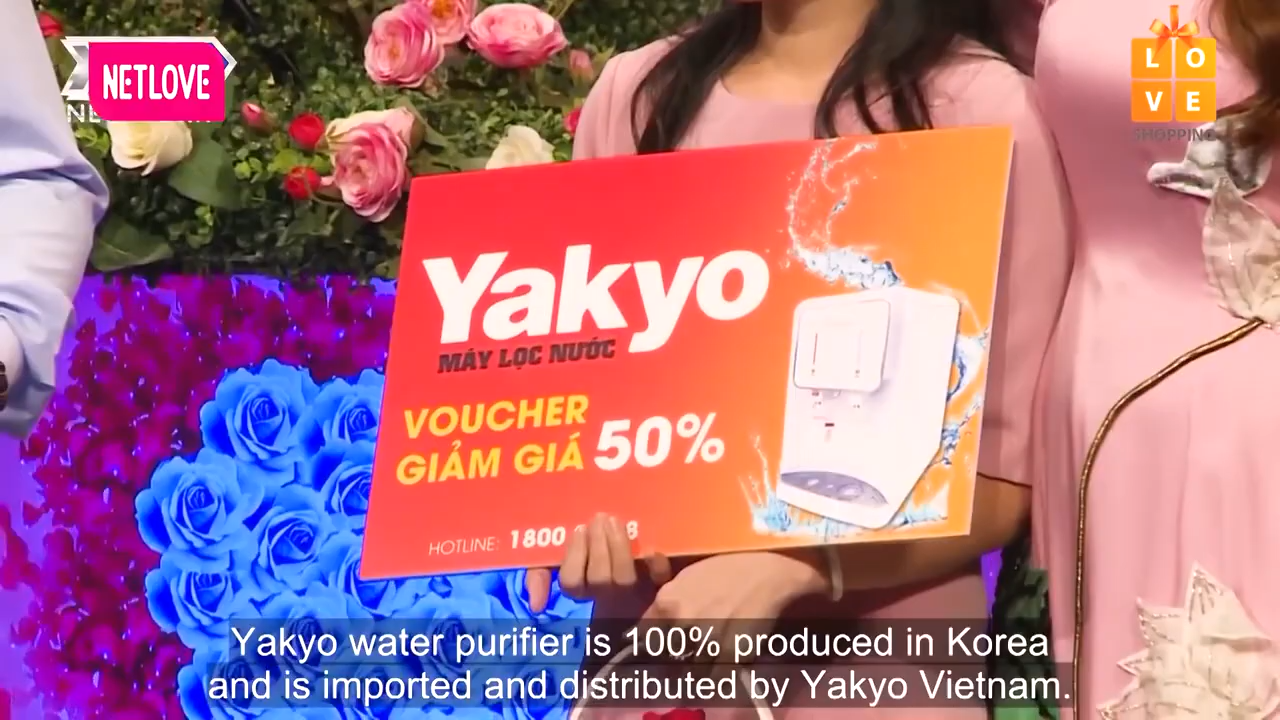 NETLOVE
LOVE
SHOPPING
Yakyo
MÁY LỌC NƯỚC
VOUCHER
GIẢM GIÁ 50%
HOTLINE: 1800
Yakyo water purifier is 100% produced in Korea
and is imported and distributed by Yakyo Vietnam.